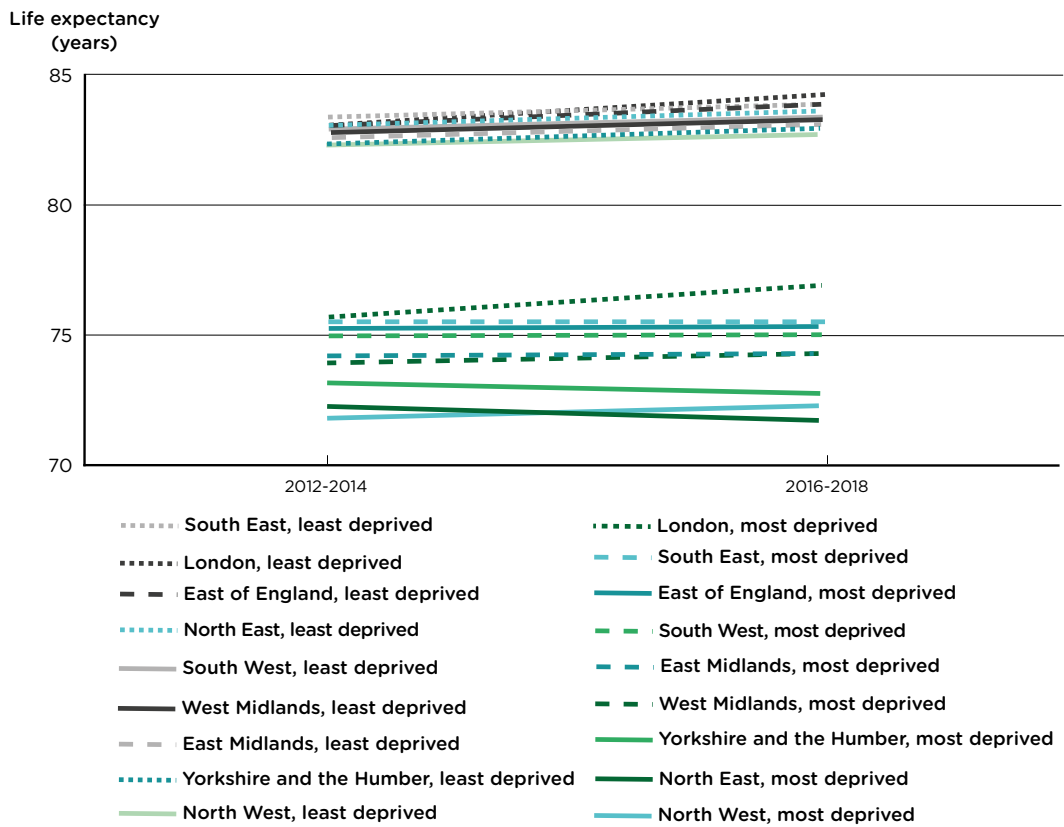 Life expectancy
(years)
85
80
75
70
2012-2014
2016-2018
South East, least deprived
London, least deprived
East of England, least deprived
North East, least deprived
South West, least deprived
West Midlands, least deprived
East Midlands, least deprived
Yorkshire and the Humber, least deprived
North West, least deprived
London, most deprived
South East, most deprived
East of England, most deprived
South West, most deprived
East Midlands, most deprived
West Midlands, most deprived
Yorkshire and the Humber, most deprived
North East, most deprived
North West, most deprived